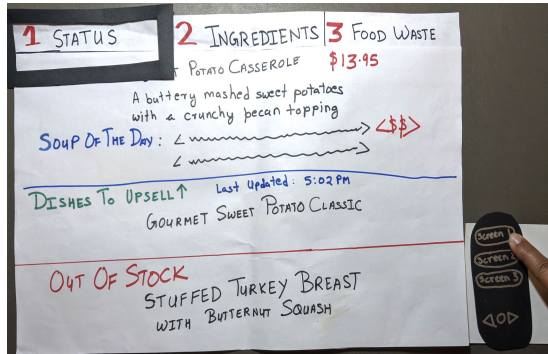 1 STATUS
2 INGREDIENTS
3 FOOD WASTE
T POTATO CASSEROLE $13.95
A buttery mashed sweet potatoes
with a crunchy pecan topping
SOUP OF THE DAY: < > <$$>
< >
Last Updated: 5:02 PM
DISHES TO UPSELL ↑
GOURMET SWEET POTATO CLASSIC
OUT OF STOCK
STUFFED TURKEY BREAST
WITH BUTTERNUT SQUASH
Screen
Screen 2
Screen 3